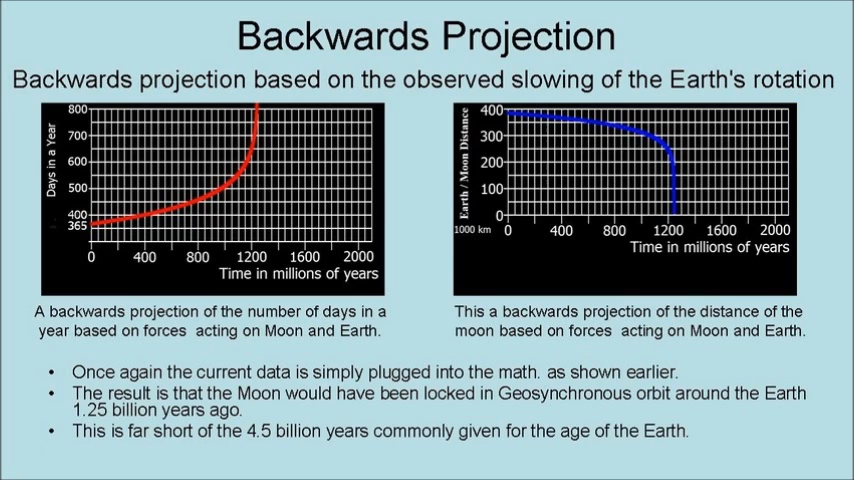 Backwards Projection
Backwards projection based on the observed slowing of the Earth's rotation
Days in a Year
800
700
600
500
400
365
0 400 800 1200 1600 2000
Time in millions of years
Earth / Moon Distance
400
300
200
100
0
1000 km
0 400 800 1200 1600 2000
Time in millions of years
A backwards projection of the number of days in a
year based on forces acting on Moon and Earth.
This a backwards projection of the distance of the
moon based on forces acting on Moon and Earth.
• Once again the current data is simply plugged into the math. as shown earlier.
• The result is that the Moon would have been locked in Geosynchronous orbit around the Earth
1.25 billion years ago.
• This is far short of the 4.5 billion years commonly given for the age of the Earth.